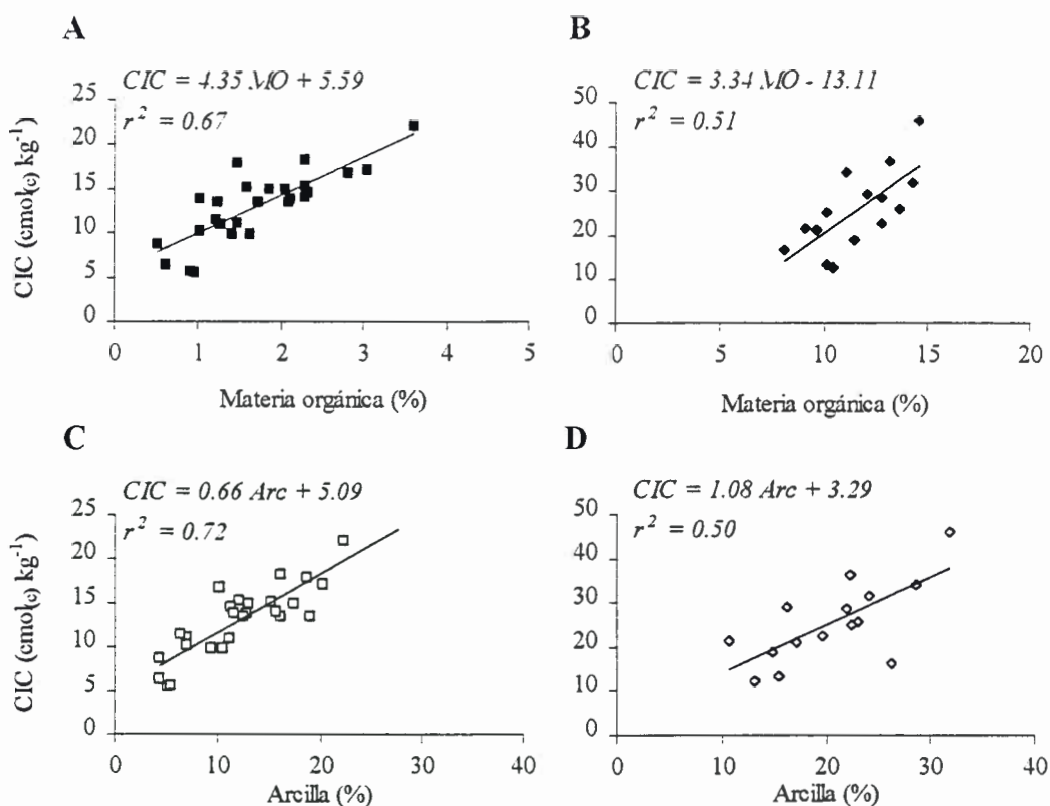 A
CIC = 4.35 MO + 5.59
r² = 0.67
CIC (cmol(c) kg⁻¹)
25
20
15
10
5
0
0 1 2 3 4 5
Materia orgánica (%)
B
CIC = 3.34 MO - 13.11
r² = 0.51
50
40
30
20
10
0
0 5 10 15 20
Materia orgánica (%)
C
CIC = 0.66 Arc + 5.09
r² = 0.72
CIC (cmol(c) kg⁻¹)
25
20
15
10
5
0
0 10 20 30 40
Arcilla (%)
D
CIC = 1.08 Arc + 3.29
r² = 0.50
50
40
30
20
10
0
0 10 20 30 40
Arcilla (%)